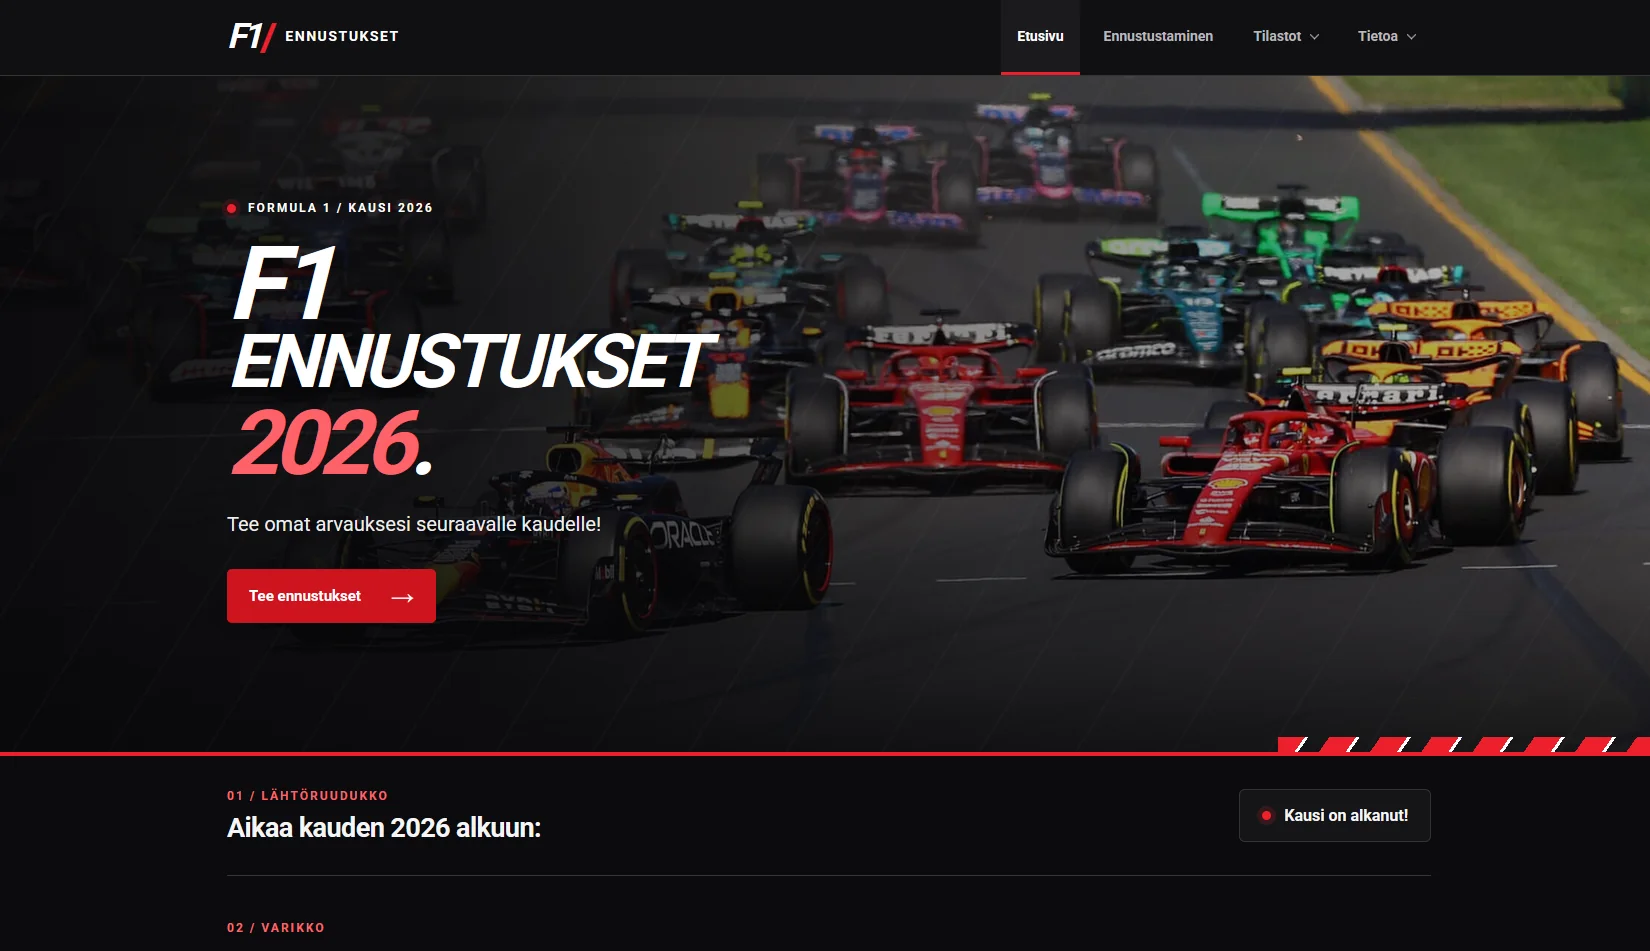 F1/ ENNUSTUKSET
Etusivu
Ennustustaminen
Tilastot
Tietoa
FORMULA 1 / KAUSI 2026
F1
ENNUSTUKSET
2026.
Tee omat arvauksesi seuraavalle kaudelle!
ORACLE
Tee ennustukset →
01 / LÄHTÖRUUDUKKO
Aikaa kauden 2026 alkuun:
Kausi on alkanut!
02 / VARIKKO